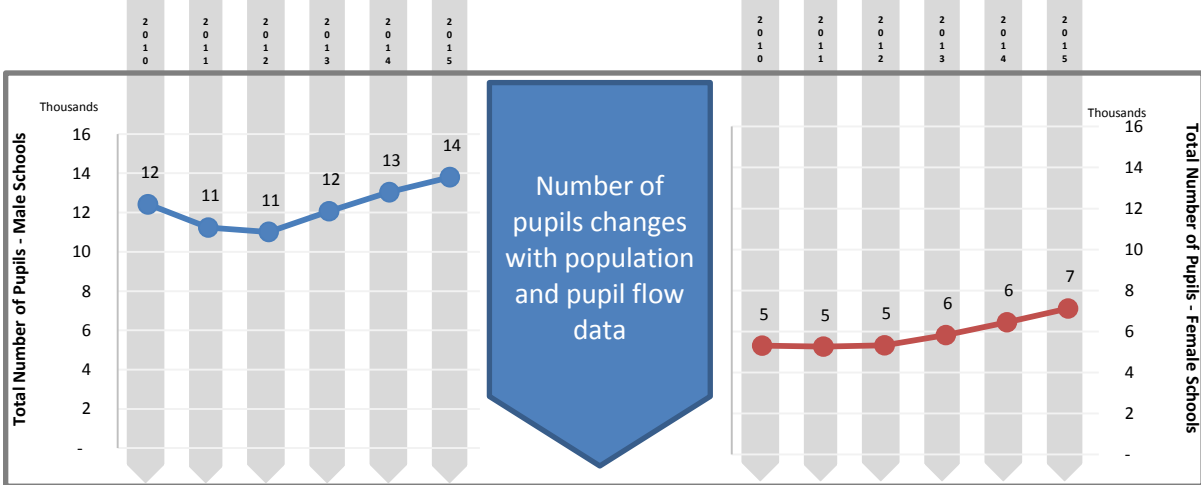 2010 2011 2012 2013 2014 2015
2010 2011 2012 2013 2014 2015
Total Number of Pupils - Male Schools
Thousands
16
14
12
10
8
6
4
2
-
12
11
11
12
13
14
Number of
pupils changes
with population
and pupil flow
data
5
5
5
6
6
7
Thousands
16
14
12
10
8
6
4
2
-
Total Number of Pupils - Female Schools